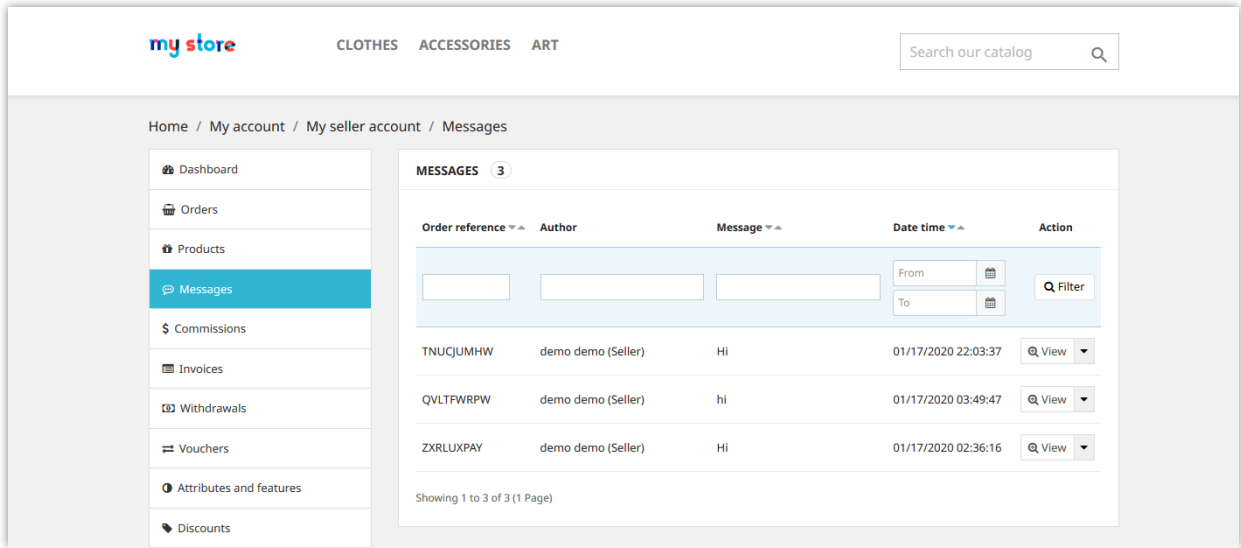 my store CLOTHES ACCESSORIES ART Search our catalog
Home / My account / My seller account / Messages
Dashboard
Orders
Products
Messages
$ Commissions
Invoices
Withdrawals
Vouchers
Attributes and features
Discounts
MESSAGES 3
Order reference Author Message Date time Action
From
To
Filter
TNUCJUMHW demo demo (Seller) Hi 01/17/2020 22:03:37 View
QVLTFWRPW demo demo (Seller) hi 01/17/2020 03:49:47 View
ZXRLUXPAY demo demo (Seller) Hi 01/17/2020 02:36:16 View
Showing 1 to 3 of 3 (1 Page)